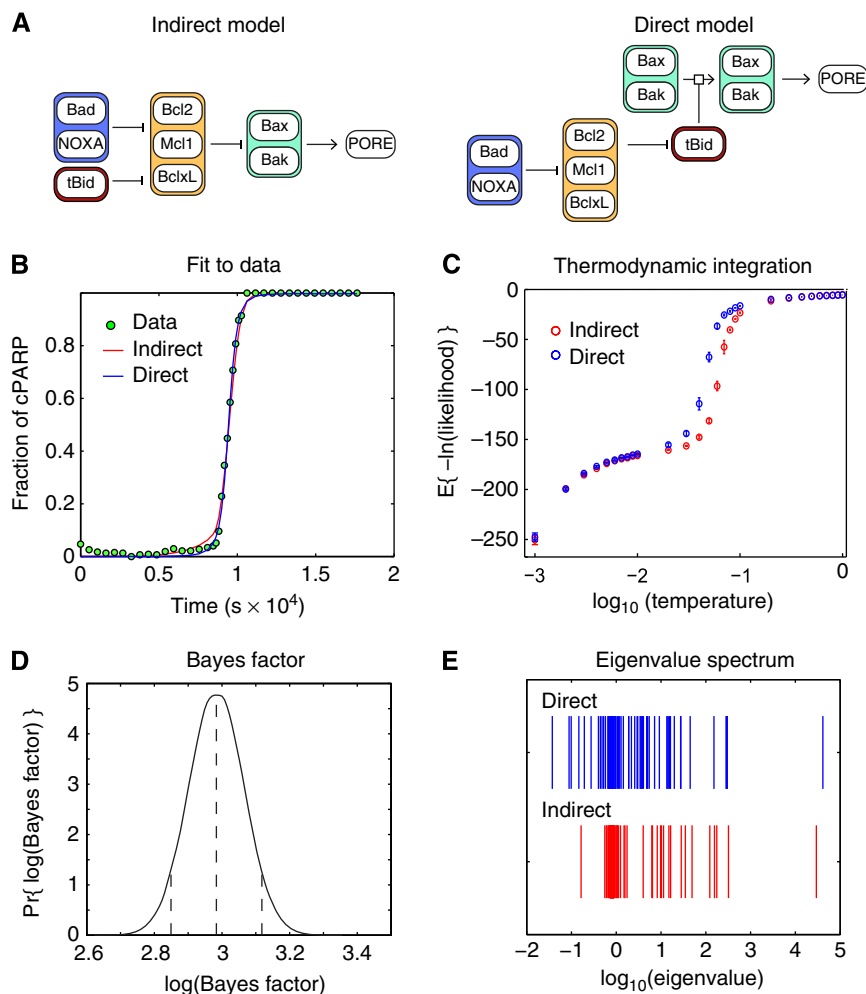 A
Indirect model
Direct model
Bad
NOXA
tBid
Bcl2
Mcl1
BclxL
Bax
Bak
PORE
Bax
Bak
Bax
Bak
PORE
Bad
NOXA
Bcl2
Mcl1
BclxL
tBid
B
Fit to data
Data
Indirect
Direct
Fraction of cPARP
0.8
0.6
0.4
0.2
0
0 0.5 1 1.5 2
Time (s × 10⁴)
C
Thermodynamic integration
Indirect
Direct
E{ −ln(likelihood) }
0
−50
−100
−150
−200
−250
−3 −2 −1 0
log₁₀ (temperature)
D
Bayes factor
Pr{ log(Bayes factor) }
5
4
3
2
1
0
2.6 2.8 3 3.2 3.4
log(Bayes factor)
E
Eigenvalue spectrum
Direct
Indirect
−2 −1 0 1 2 3 4 5
log₁₀(eigenvalue)